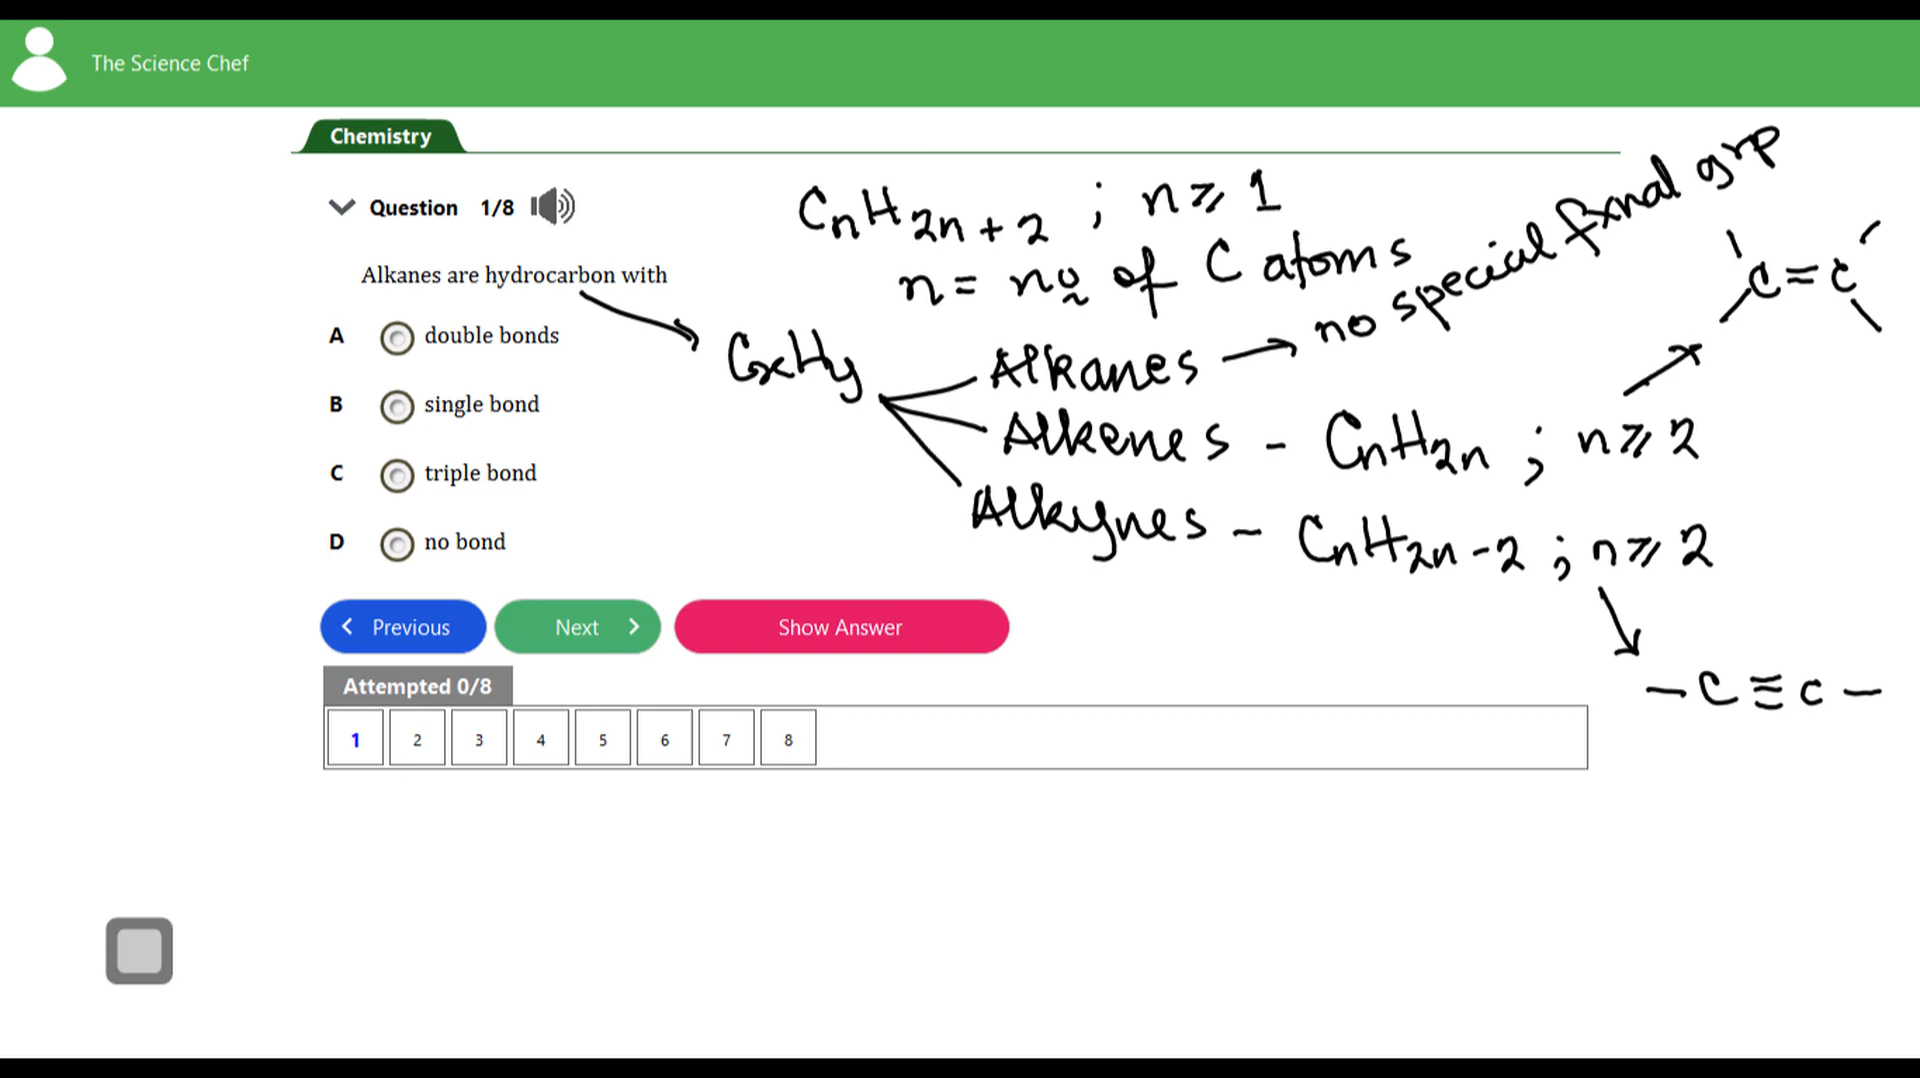 The Science Chef
Chemistry
Question 1/8
Alkanes are hydrocarbon with
A double bonds
B single bond
C triple bond
D no bond
Previous
Next
Show Answer
Attempted 0/8
1 2 3 4 5 6 7 8
CnH2n+2 ; n ≥ 1
n = no of C atoms
CxHy
Alkanes → no special fxnal grp
Alkenes - CnH2n ; n ≥ 2
C=C
Alkynes - CnH2n-2 ; n ≥ 2
-C≡C-